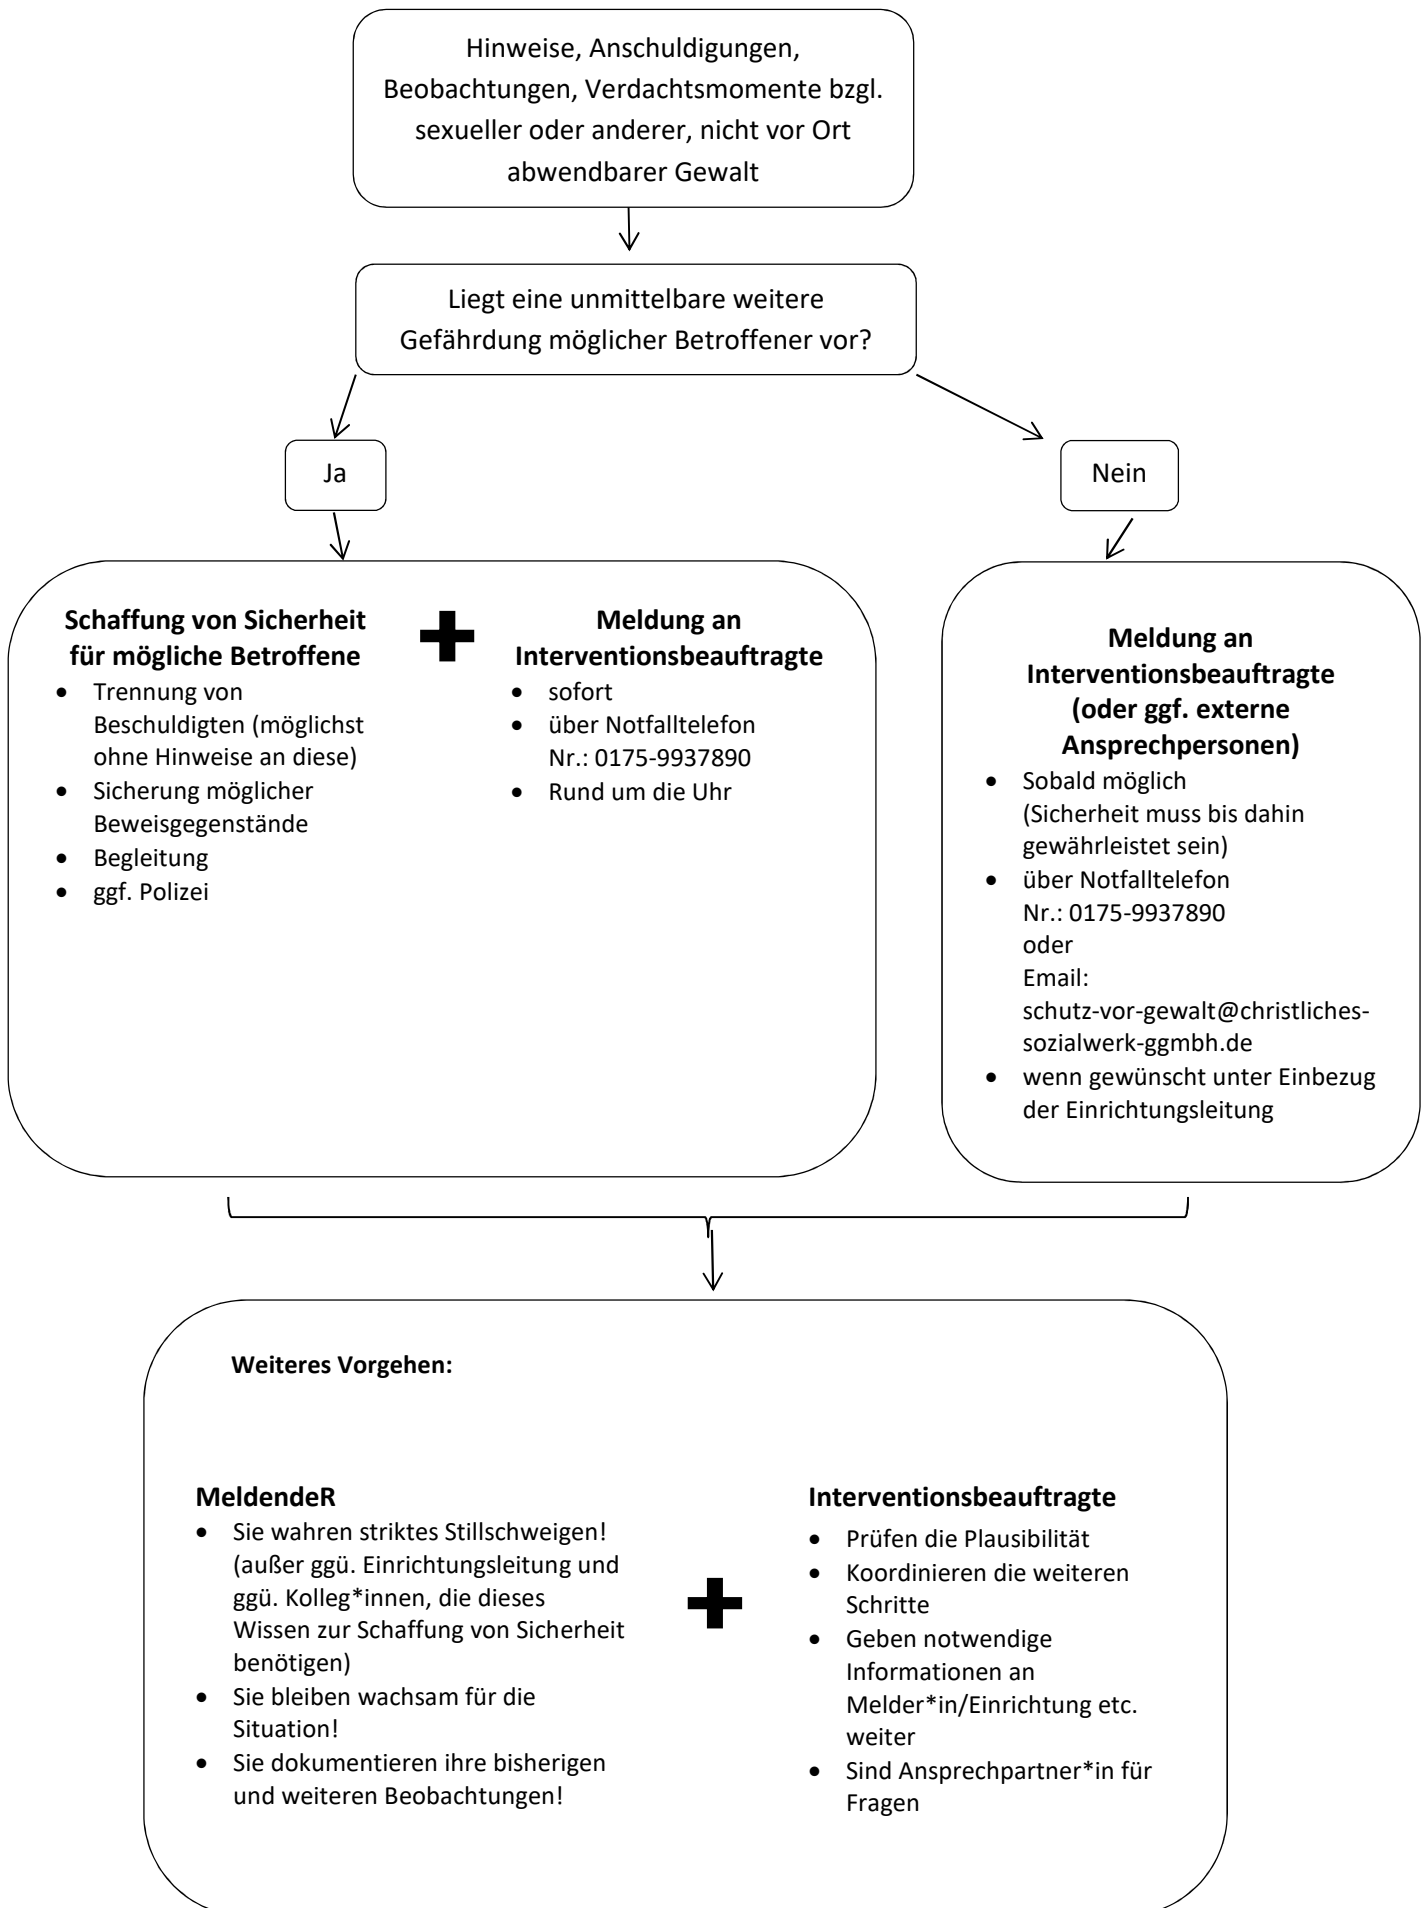 Hinweise, Anschuldigungen,
Beobachtungen, Verdachtsmomente bzgl.
sexueller oder anderer, nicht vor Ort
abwendbarer Gewalt
Liegt eine unmittelbare weitere
Gefährdung möglicher Betroffener vor?
Ja
Nein
Schaffung von Sicherheit
für mögliche Betroffene
• Trennung von
Beschuldigten (möglichst
ohne Hinweise an diese)
• Sicherung möglicher
Beweisgegenstände
• Begleitung
• ggf. Polizei
Meldung an
Interventionsbeauftragte
• sofort
• über Notfalltelefon
Nr.: 0175-9937890
• Rund um die Uhr
Meldung an
Interventionsbeauftragte
(oder ggf. externe
Ansprechpersonen)
• Sobald möglich
(Sicherheit muss bis dahin
gewährleistet sein)
• über Notfalltelefon
Nr.: 0175-9937890
oder
Email:
schutz-vor-gewalt@christliches-
sozialwerk-ggmbh.de
• wenn gewünscht unter Einbezug
der Einrichtungsleitung
Weiteres Vorgehen:
MeldendeR
• Sie wahren striktes Stillschweigen!
(außer ggü. Einrichtungsleitung und
ggü. Kolleg*innen, die dieses
Wissen zur Schaffung von Sicherheit
benötigen)
• Sie bleiben wachsam für die
Situation!
• Sie dokumentieren ihre bisherigen
und weiteren Beobachtungen!
Interventionsbeauftragte
• Prüfen die Plausibilität
• Koordinieren die weiteren
Schritte
• Geben notwendige
Informationen an
Melder*in/Einrichtung etc.
weiter
• Sind Ansprechpartner*in für
Fragen